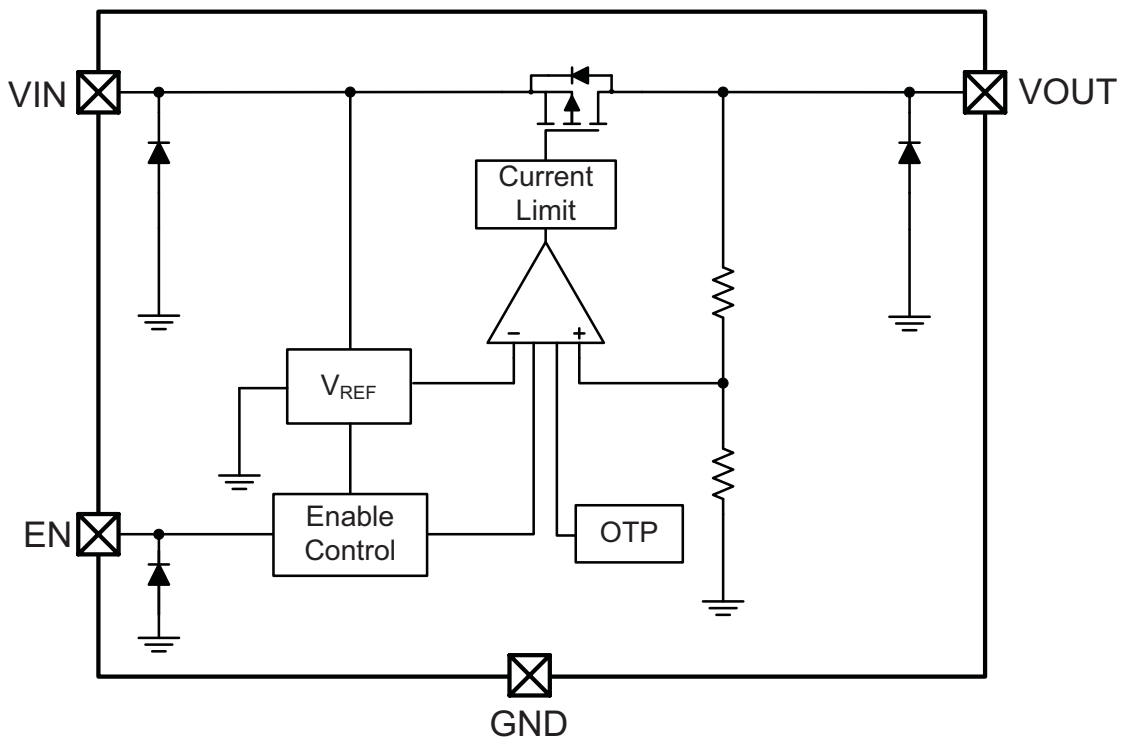 VIN
VOUT
Current
Limit
- +
VREF
EN
Enable
Control
OTP
GND